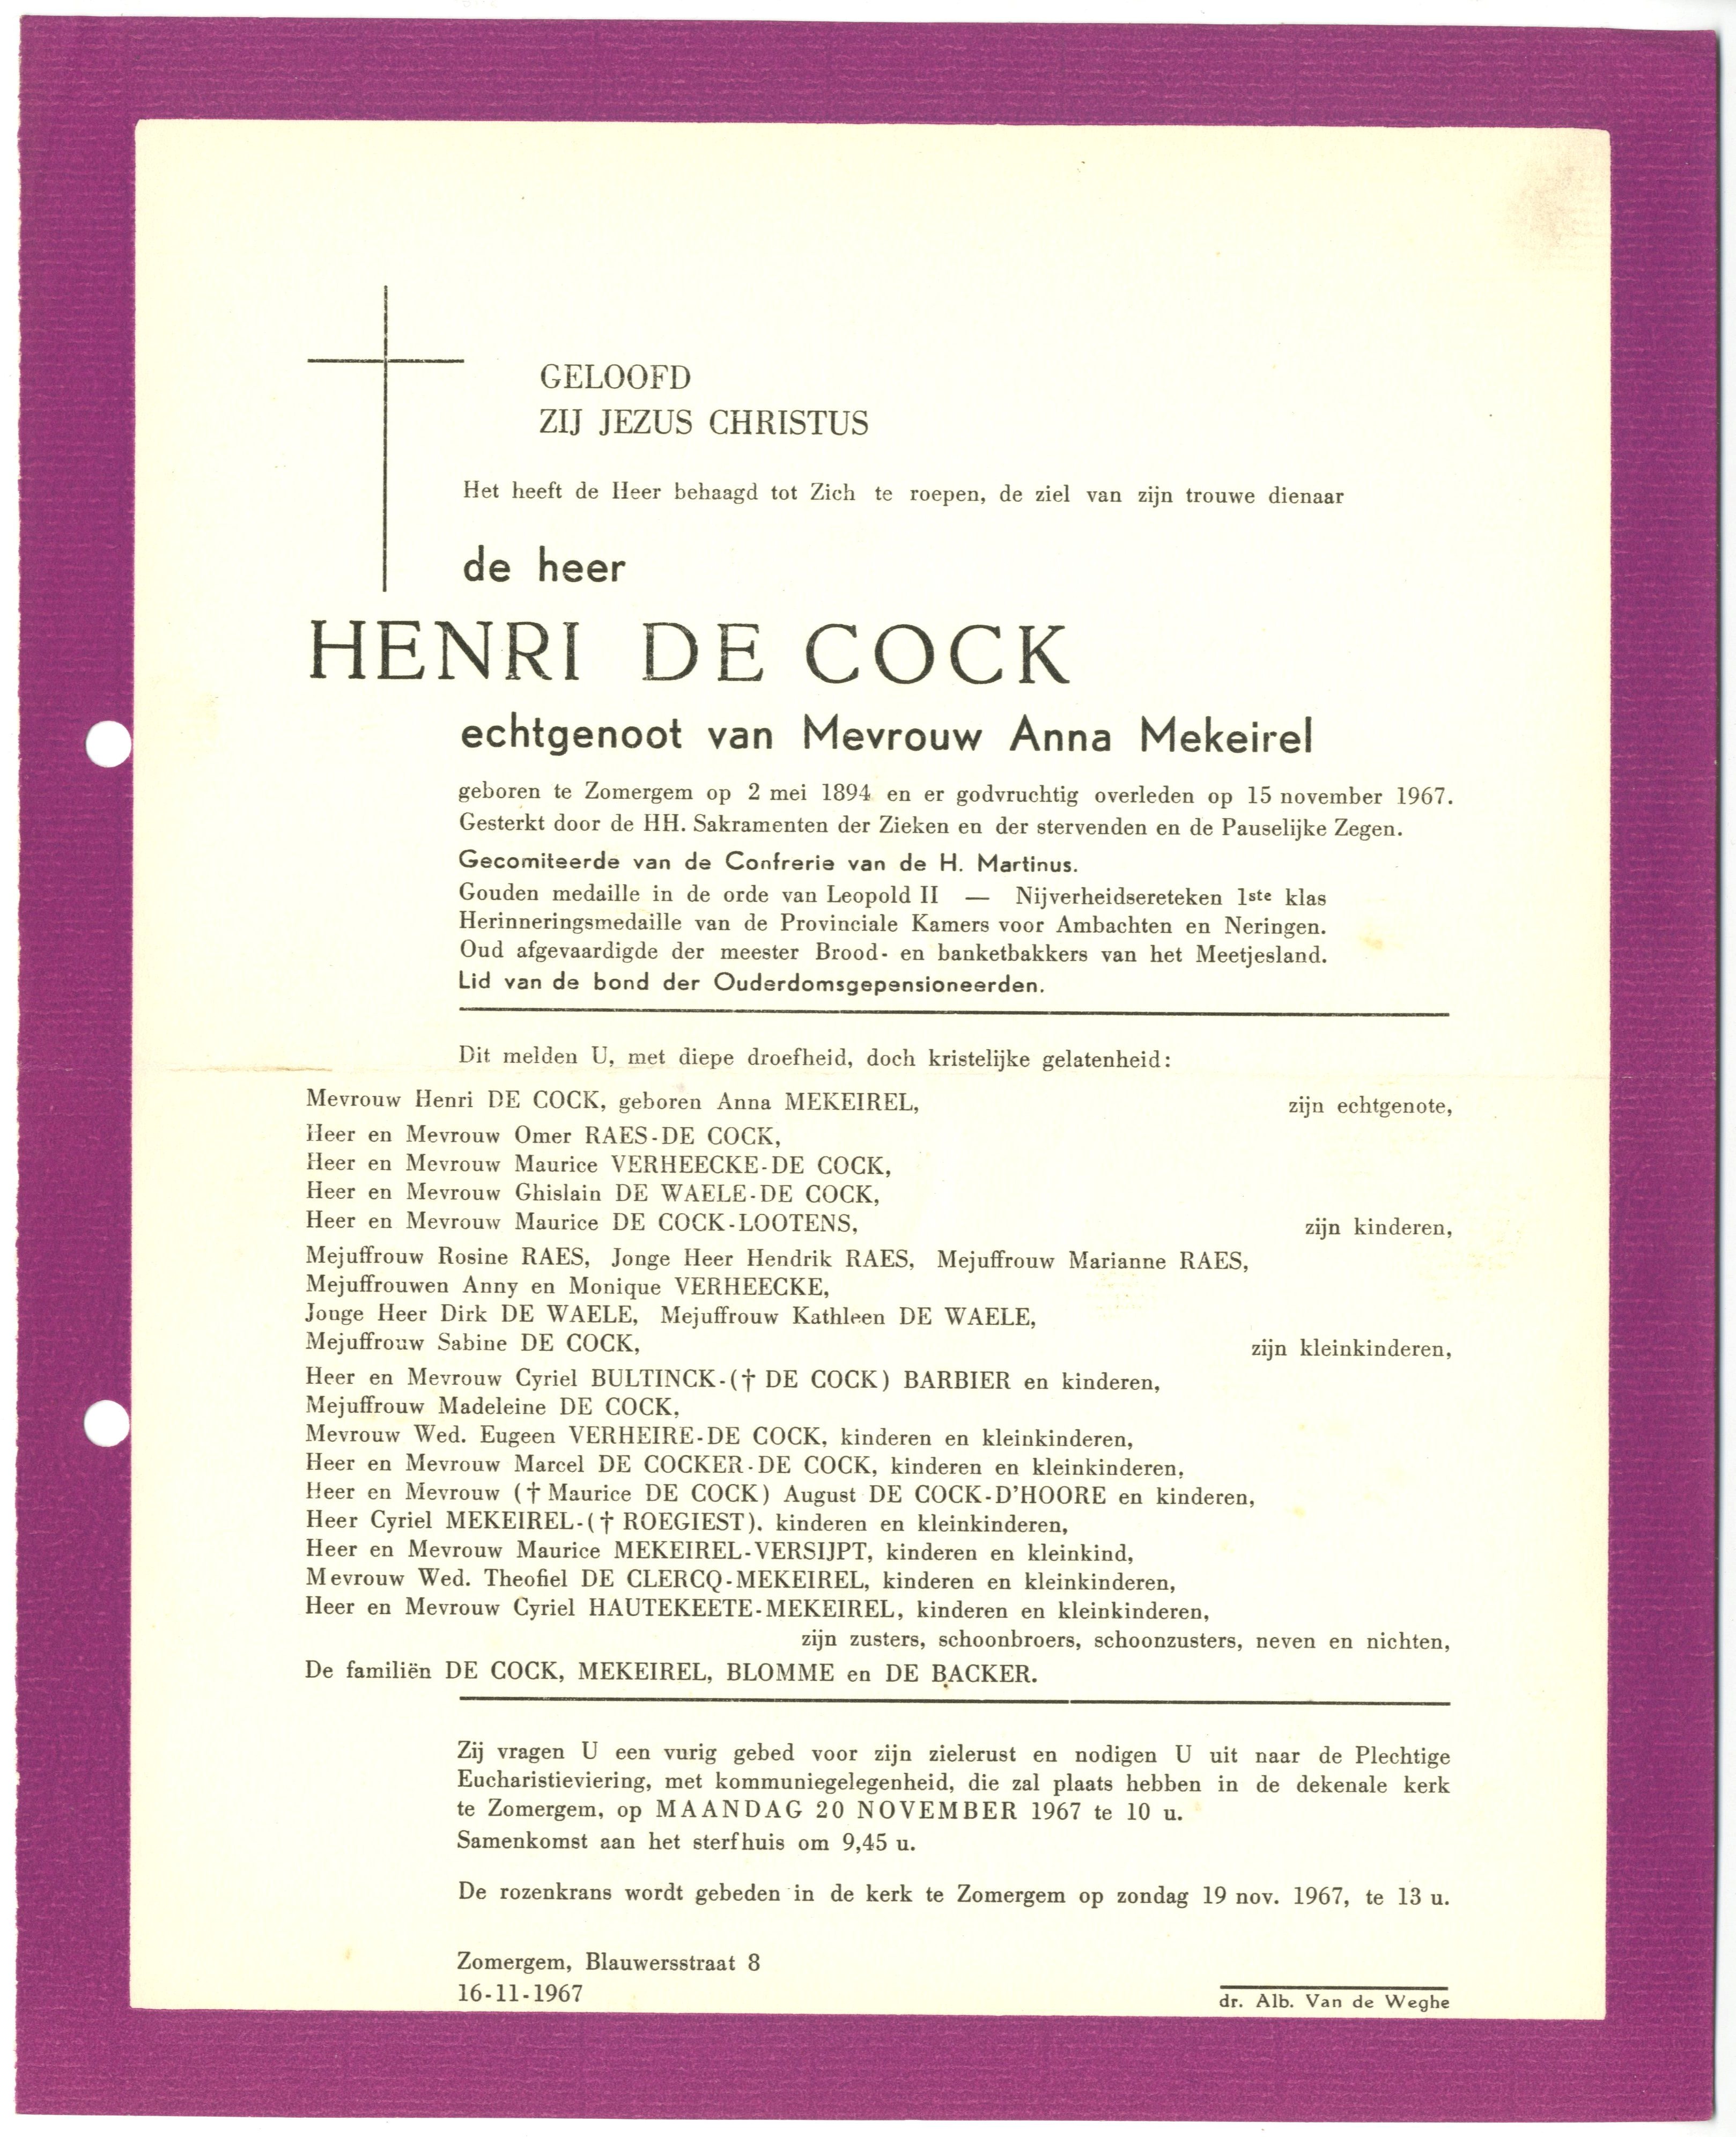 GELOOFD
ZIJ JEZUS CHRISTUS
Het heeft de Heer behaagd tot Zich te roepen, de ziel van zijn trouwe dienaar
de heer
HENRI DE COCK
echtgenoot van Mevrouw Anna Mekeirel
geboren te Zomergem op 2 mei 1894 en er godvruchtig overleden op 15 november 1967.
Gesterkt door de HH. Sakramenten der Zieken en der stervenden en de Pauselijke Zegen.
Gecomiteerde van de Confrerie van de H. Martinus.
Gouden medaille in de orde van Leopold II — Nijverheidsereteken 1ste klas
Herinneringsmedaille van de Provinciale Kamers voor Ambachten en Neringen.
Oud afgevaardigde der meester Brood- en banketbakkers van het Meetjesland.
Lid van de bond der Ouderdomsgepensioneerden.
Dit melden U, met diepe droefheid, doch kristelijke gelatenheid:
Mevrouw Henri DE COCK, geboren Anna MEKEIREL, zijn echtgenote,
Heer en Mevrouw Omer RAES-DE COCK,
Heer en Mevrouw Maurice VERHEECKE-DE COCK,
Heer en Mevrouw Ghislain DE WAELE-DE COCK,
Heer en Mevrouw Maurice DE COCK-LOOTENS, zijn kinderen,
Mejuffrouw Rosine RAES, Jonge Heer Hendrik RAES, Mejuffrouw Marianne RAES,
Mejuffrouwen Anny en Monique VERHEECKE,
Jonge Heer Dirk DE WAELE, Mejuffrouw Kathleen DE WAELE,
Mejuffrouw Sabine DE COCK, zijn kleinkinderen,
Heer en Mevrouw Cyriel BULTINCK-(† DE COCK) BARBIER en kinderen,
Mejuffrouw Madeleine DE COCK,
Mevrouw Wed. Eugeen VERHEIRE-DE COCK, kinderen en kleinkinderen,
Heer en Mevrouw Marcel DE COCKER-DE COCK, kinderen en kleinkinderen,
Heer en Mevrouw († Maurice DE COCK) August DE COCK-D'HOORE en kinderen,
Heer Cyriel MEKEIREL-(† ROEGIEST). kinderen en kleinkinderen,
Heer en Mevrouw Maurice MEKEIREL-VERSIJPT, kinderen en kleinkind,
Mevrouw Wed. Theofiel DE CLERCQ-MEKEIREL, kinderen en kleinkinderen,
Heer en Mevrouw Cyriel HAUTEKEETE-MEKEIREL, kinderen en kleinkinderen,
zijn zusters, schoonbroers, schoonzusters, neven en nichten,
De familiën DE COCK, MEKEIREL, BLOMME en DE BACKER.
Zij vragen U een vurig gebed voor zijn zielerust en nodigen U uit naar de Plechtige
Eucharistieviering, met kommuniegelegenheid, die zal plaats hebben in de dekenale kerk
te Zomergem, op MAANDAG 20 NOVEMBER 1967 te 10 u.
Samenkomst aan het sterfhuis om 9,45 u.
De rozenkrans wordt gebeden in de kerk te Zomergem op zondag 19 nov. 1967, te 13 u.
Zomergem, Blauwersstraat 8
16-11-1967
dr. Alb. Van de Weghe